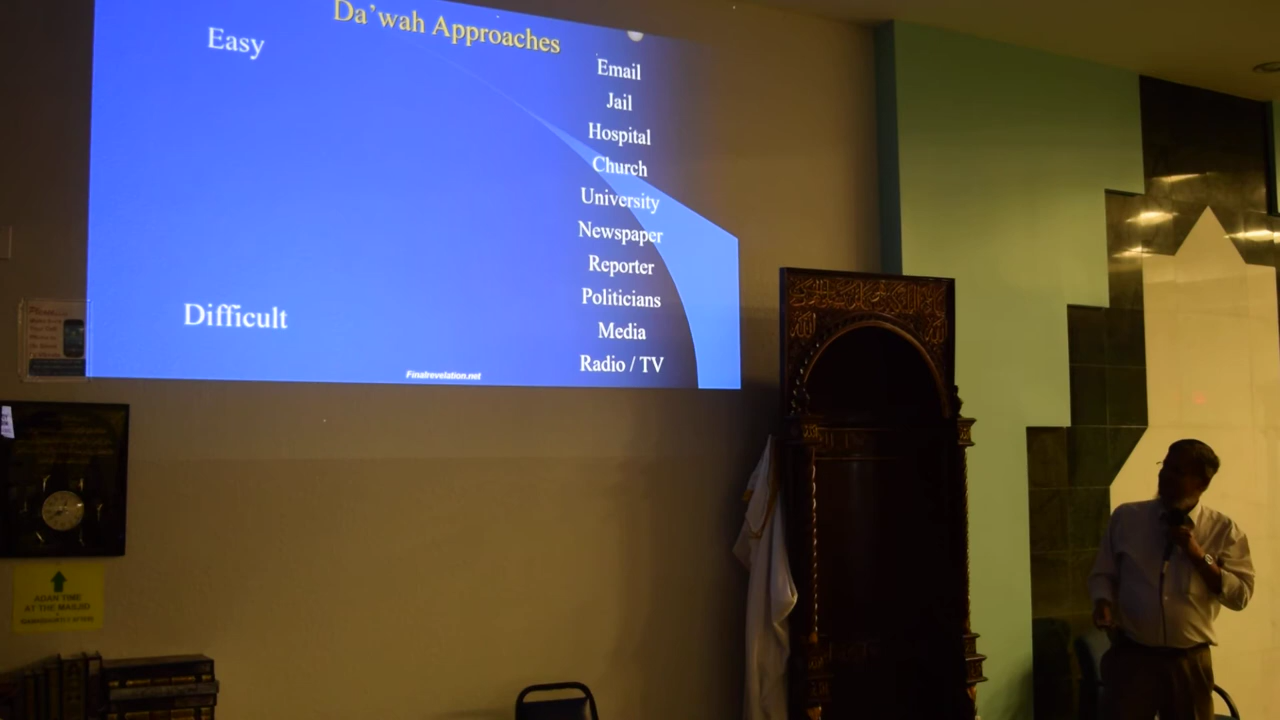 Da'wah Approaches
Easy
Email
Jail
Hospital
Church
University
Newspaper
Reporter
Politicians
Media
Radio / TV
Difficult
Finalrevelation.net
Please
ADAN TIME
AT THE MASJID